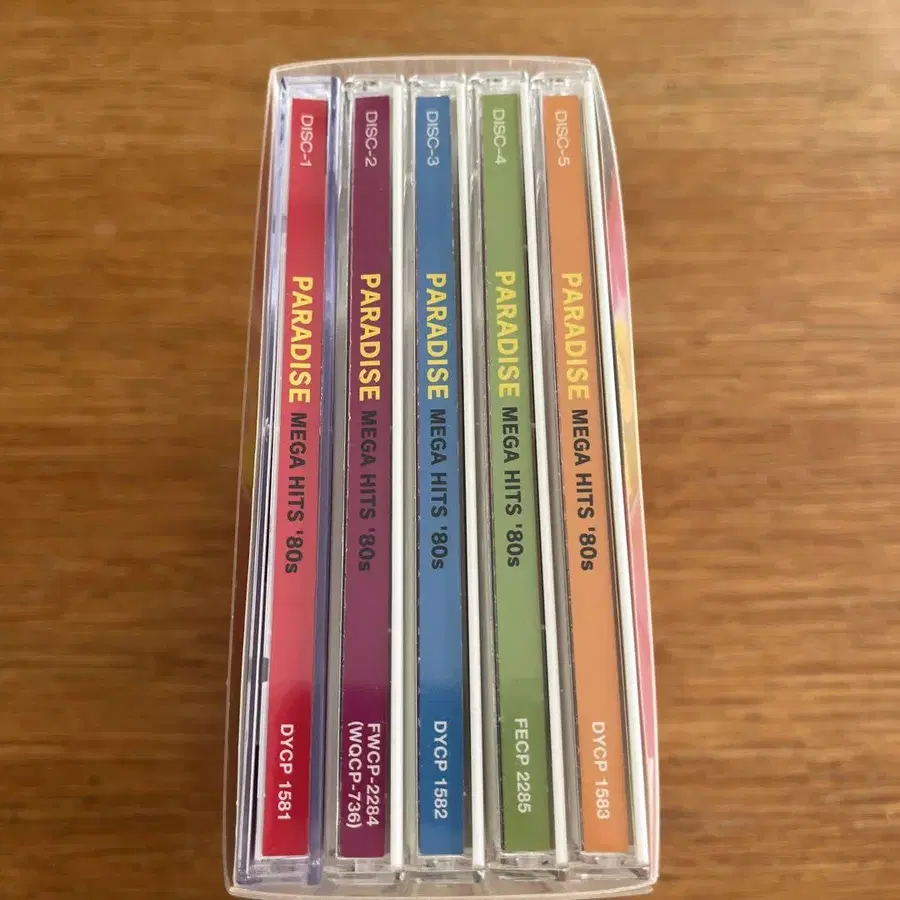 DISC-1
PARADISE MEGA HITS '80s
DYCP 1581
DISC-2
PARADISE MEGA HITS '80s
FWCP-2284
(WQCP-736)
DISC-3
PARADISE MEGA HITS '80s
DYCP 1582
DISC-4
PARADISE MEGA HITS '80s
FECP 2285
DISC-5
PARADISE MEGA HITS '80s
DYCP 1583